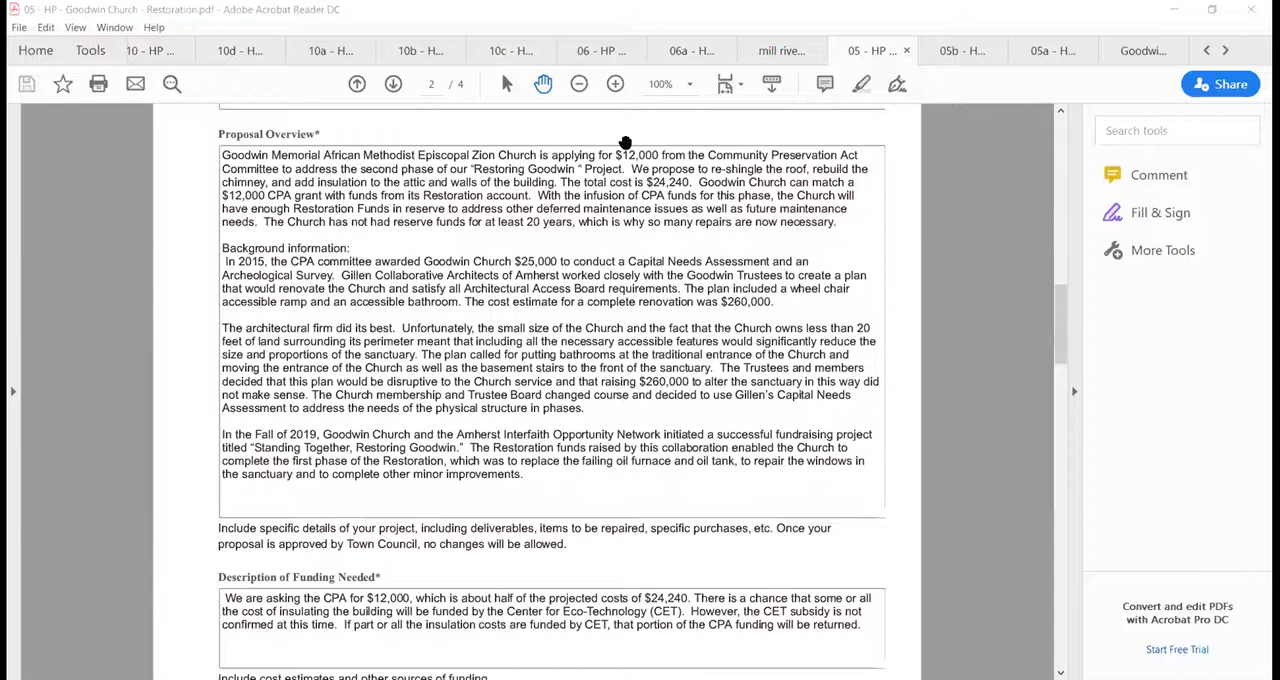 05 - HP - Goodwin Church - Restoration.pdf - Adobe Acrobat Reader DC
File Edit View Window Help
Home Tools 10 - HP ... 10d - H... 10a - H... 10b - H... 10c - H... 06 - HP ... 06a - H... mill rive... 05 - HP ... × 05b - H... 05a - H... Goodwi...
2 / 4 100% Share
Search tools
Comment
Fill & Sign
More Tools
Proposal Overview*
Goodwin Memorial African Methodist Episcopal Zion Church is applying for $12,000 from the Community Preservation Act
Committee to address the second phase of our “Restoring Goodwin “ Project.  We propose to re-shingle the roof, rebuild the
chimney, and add insulation to the attic and walls of the building. The total cost is $24,240.  Goodwin Church can match a
$12,000 CPA grant with funds from its Restoration account.  With the infusion of CPA funds for this phase, the Church will
have enough Restoration Funds in reserve to address other deferred maintenance issues as well as future maintenance
needs.  The Church has not had reserve funds for at least 20 years, which is why so many repairs are now necessary.
Background information:
In 2015, the CPA committee awarded Goodwin Church $25,000 to conduct a Capital Needs Assessment and an
Archeological Survey.  Gillen Collaborative Architects of Amherst worked closely with the Goodwin Trustees to create a plan
that would renovate the Church and satisfy all Architectural Access Board requirements. The plan included a wheel chair
accessible ramp and an accessible bathroom. The cost estimate for a complete renovation was $260,000.
The architectural firm did its best.  Unfortunately, the small size of the Church and the fact that the Church owns less than 20
feet of land surrounding its perimeter meant that including all the necessary accessible features would significantly reduce the
size and proportions of the sanctuary. The plan called for putting bathrooms at the traditional entrance of the Church and
moving the entrance of the Church as well as the basement stairs to the front of the sanctuary.  The Trustees and members
decided that this plan would be disruptive to the Church service and that raising $260,000 to alter the sanctuary in this way did
not make sense. The Church membership and Trustee Board changed course and decided to use Gillen’s Capital Needs
Assessment to address the needs of the physical structure in phases.
In the Fall of 2019, Goodwin Church and the Amherst Interfaith Opportunity Network initiated a successful fundraising project
titled “Standing Together, Restoring Goodwin.”  The Restoration funds raised by this collaboration enabled the Church to
complete the first phase of the Restoration, which was to replace the failing oil furnace and oil tank, to repair the windows in
the sanctuary and to complete other minor improvements.
Include specific details of your project, including deliverables, items to be repaired, specific purchases, etc. Once your
proposal is approved by Town Council, no changes will be allowed.
Description of Funding Needed*
We are asking the CPA for $12,000, which is about half of the projected costs of $24,240. There is a chance that some or all
the cost of insulating the building will be funded by the Center for Eco-Technology (CET).  However, the CET subsidy is not
confirmed at this time.  If part or all the insulation costs are funded by CET, that portion of the CPA funding will be returned.
Include cost estimates and other sources of funding
Convert and edit PDFs
with Acrobat Pro DC
Start Free Trial